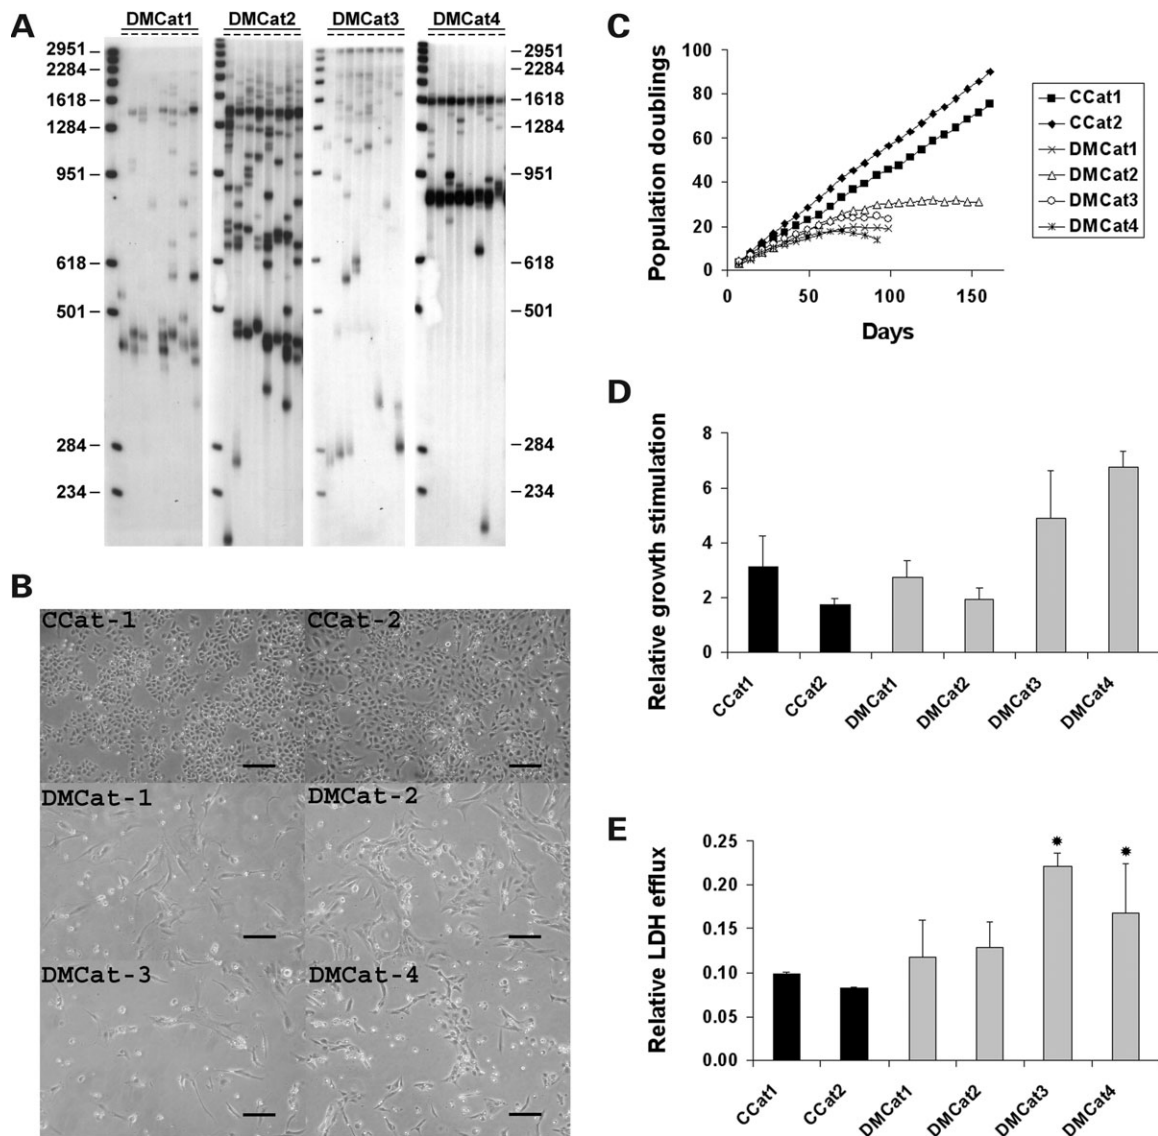 A
DMCat1 DMCat2 DMCat3 DMCat4
2951 2951
2284 2284
1618 1618
1284 1284
951 951
618 618
501 501
284 284
234 234
B
CCat-1 CCat-2
DMCat-1 DMCat-2
DMCat-3 DMCat-4
C
Population doublings
100
80
60
40
20
0
0 50 100 150
Days
CCat1
CCat2
DMCat1
DMCat2
DMCat3
DMCat4
D
Relative growth stimulation
8
6
4
2
0
CCat1 CCat2 DMCat1 DMCat2 DMCat3 DMCat4
E
Relative LDH efflux
0.25
0.20
0.15
0.10
0.05
0.00
* *
CCat1 CCat2 DMCat1 DMCat2 DMCat3 DMCat4